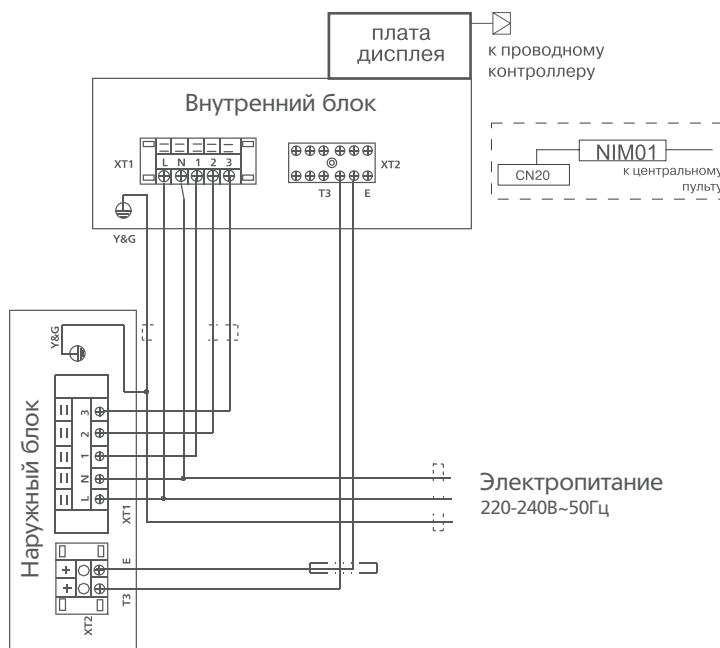 плата
дисплея
к проводному
контроллеру
Внутренний блок
XT1
L N 1 2 3
XT2
T3 E
Y&G
NIM01
CN20
к центральному
пульту
Y&G
Наружный блок
3
2
1
N
L
XT1
E
T3
XT2
Электропитание
220-240В~50Гц